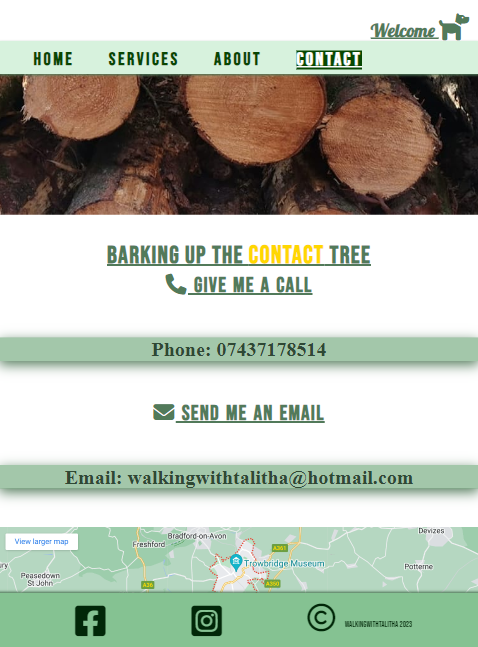 Welcome
HOME SERVICES ABOUT CONTACT
BARKING UP THE CONTACT TREE
GIVE ME A CALL
Phone: 07437178514
SEND ME AN EMAIL
Email: walkingwithtalitha@hotmail.com
Bradford-on-Avon
Devizes
View larger map
Freshford
A361
ry
Trowbridge Museum
Potterne
Peasedown
St John
A36
A350
© WALKINGWITHTALITHA 2023